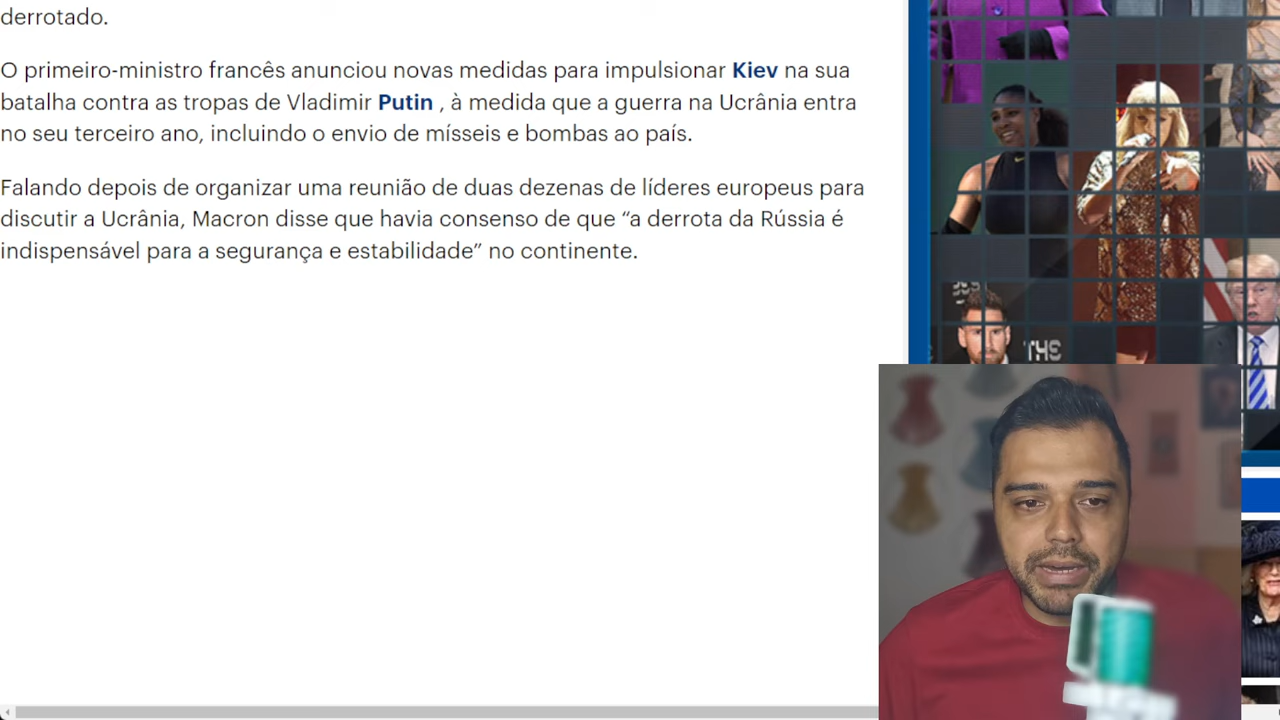 derrotado.
O primeiro-ministro francês anunciou novas medidas para impulsionar Kiev na sua
batalha contra as tropas de Vladimir Putin , à medida que a guerra na Ucrânia entra
no seu terceiro ano, incluindo o envio de mísseis e bombas ao país.
Falando depois de organizar uma reunião de duas dezenas de líderes europeus para
discutir a Ucrânia, Macron disse que havia consenso de que “a derrota da Rússia é
indispensável para a segurança e estabilidade” no continente.
THE